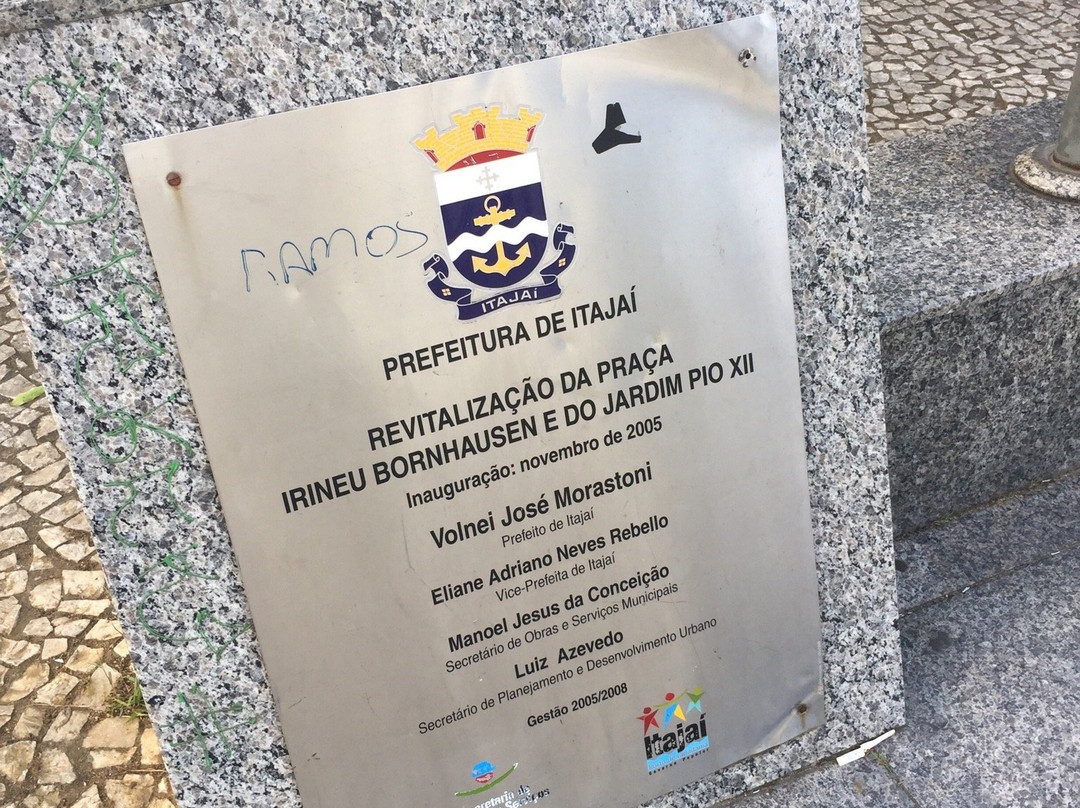 TIAMOS
ITAJAÍ
PREFEITURA DE ITAJAÍ
REVITALIZAÇÃO DA PRAÇA
IRINEU BORNHAUSEN E DO JARDIM PIO XII
Inauguração: novembro de 2005
Volnei José Morastoni
Prefeito de Itajaí
Eliane Adriano Neves Rebello
Vice-Prefeita de Itajaí
Manoel Jesus da Conceição
Secretário de Obras e Serviços Municipais
Luiz Azevedo
Secretário de Planejamento e Desenvolvimento Urbano
Gestão 2005/2008
Itajaí